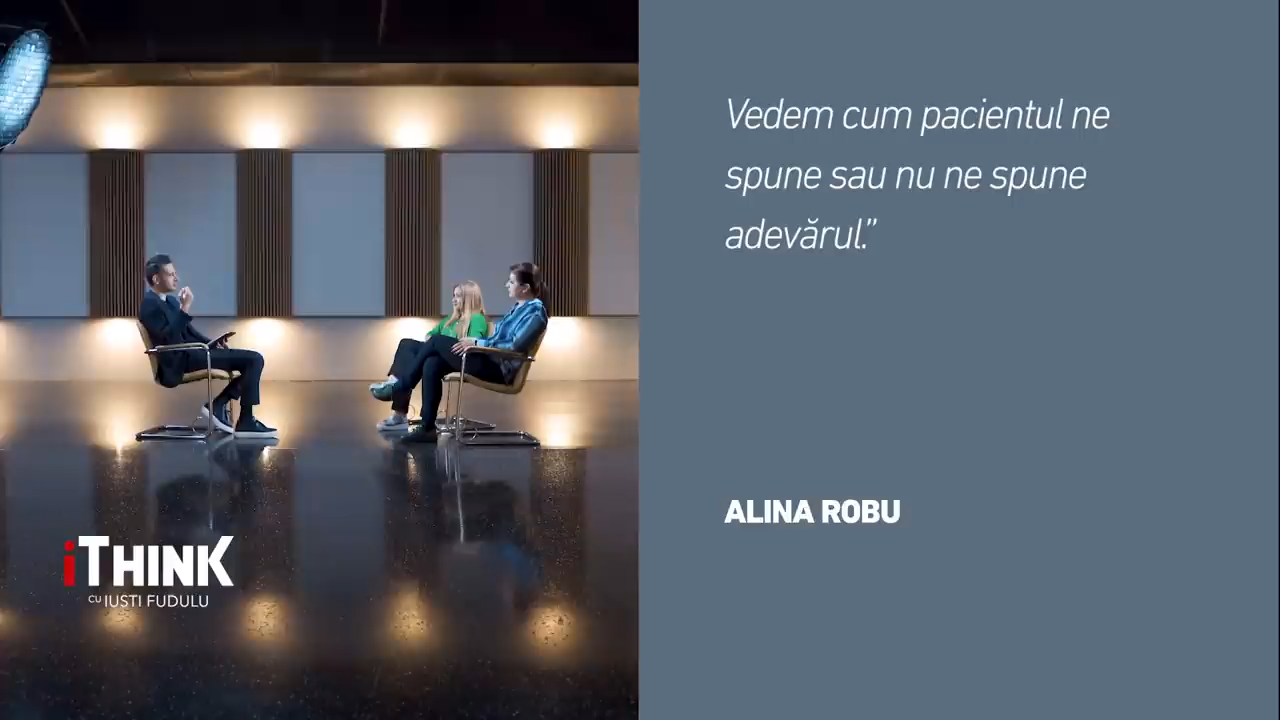 Vedem cum pacientul ne
spune sau nu ne spune
adevărul.”
ALINA ROBU
iTHINK
CU IUSTI FUDULU